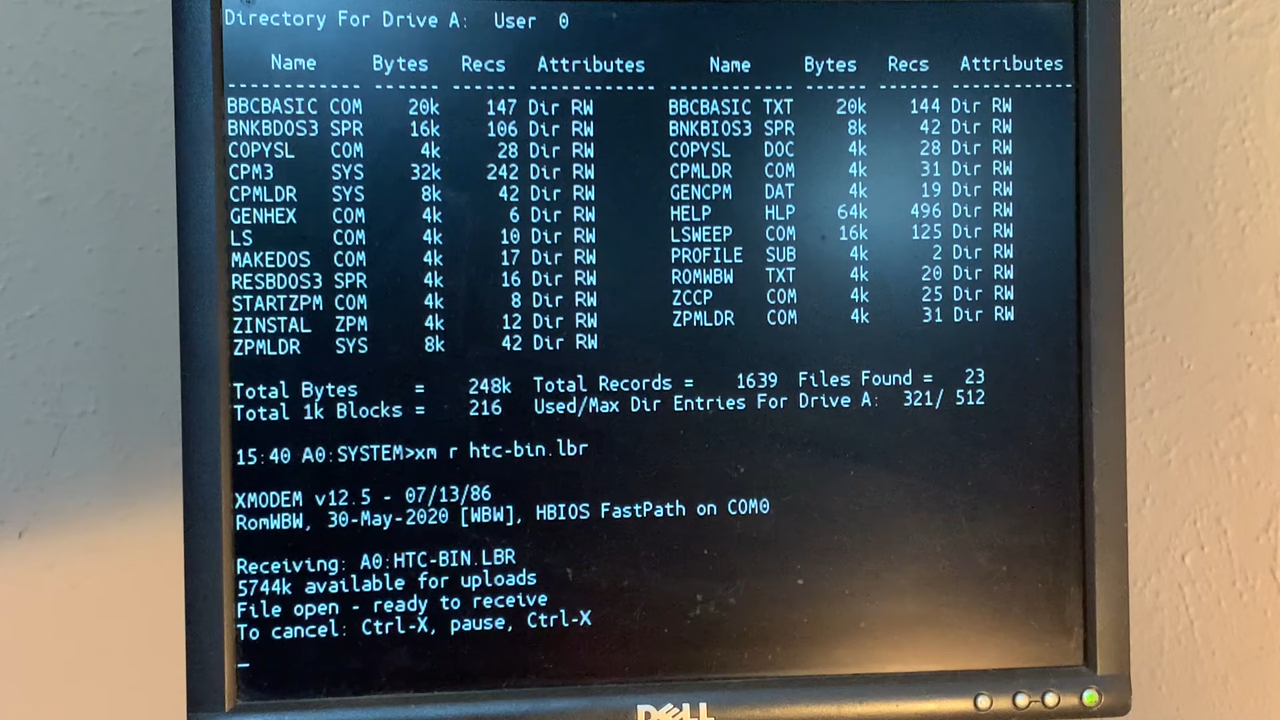 Directory For Drive A:  User  0
Name Bytes Recs Attributes Name Bytes Recs Attributes
------------ ------ ------ ------------- ------------ ------ ------ -------------
BBCBASIC COM 20k 147 Dir RW BBCBASIC TXT 20k 144 Dir RW
BNKBDOS3 SPR 16k 106 Dir RW BNKBIOS3 SPR 8k 42 Dir RW
COPYSL COM 4k 28 Dir RW COPYSL DOC 4k 28 Dir RW
CPM3 SYS 32k 242 Dir RW CPMLDR COM 4k 31 Dir RW
CPMLDR SYS 8k 42 Dir RW GENCPM DAT 4k 19 Dir RW
GENHEX COM 4k 6 Dir RW HELP HLP 64k 496 Dir RW
LS COM 4k 10 Dir RW LSWEEP COM 16k 125 Dir RW
MAKEDOS COM 4k 17 Dir RW PROFILE SUB 4k 2 Dir RW
RESBDOS3 SPR 4k 16 Dir RW ROMWBW TXT 4k 20 Dir RW
STARTZPM COM 4k 8 Dir RW ZCCP COM 4k 25 Dir RW
ZINSTAL ZPM 4k 12 Dir RW ZPMLDR COM 4k 31 Dir RW
ZPMLDR SYS 8k 42 Dir RW
Total Bytes = 248k Total Records = 1639 Files Found = 23
Total 1k Blocks = 216 Used/Max Dir Entries For Drive A: 321/ 512
15:40 A0:SYSTEM>xm r htc-bin.lbr
XMODEM v12.5 - 07/13/86
RomWBW, 30-May-2020 [WBW], HBIOS FastPath on COM0
Receiving: A0:HTC-BIN.LBR
5744k available for uploads
File open - ready to receive
To cancel: Ctrl-X, pause, Ctrl-X
DELL